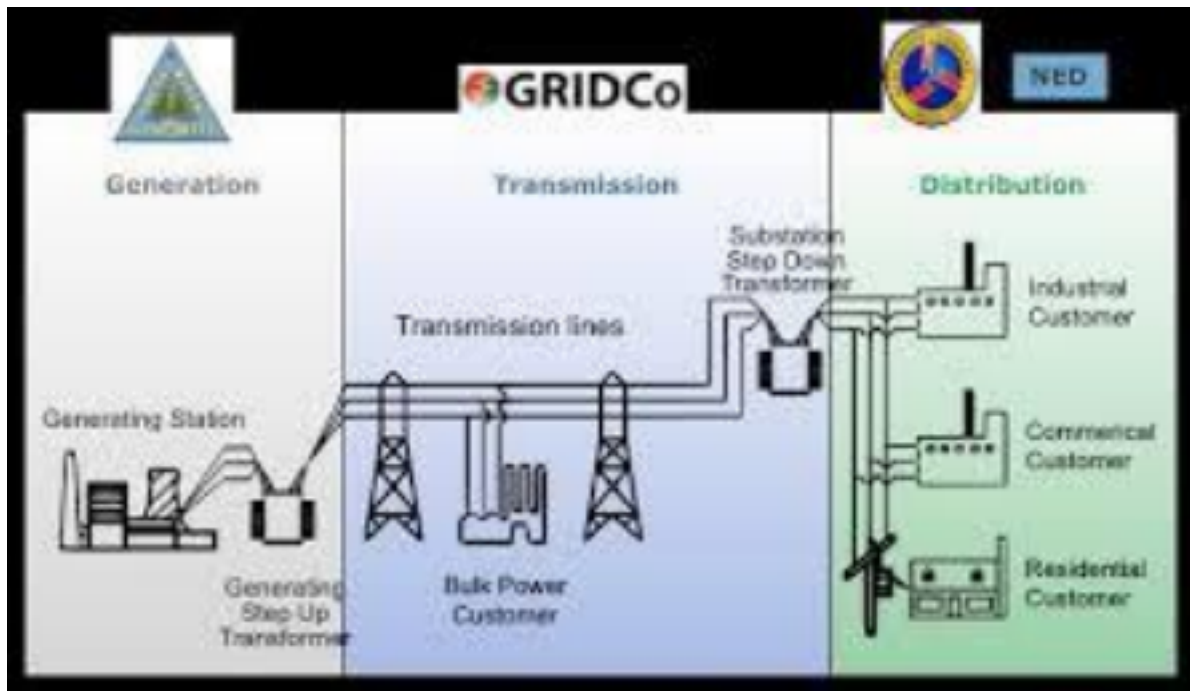 GRIDCo
NED
Generation
Transmission
Distribution
Substation
Step Down
Transformer
Industrial
Customer
Transmission lines
Generating Station
Commerical
Customer
Generating
Step Up
Transformer
Bulk Power
Customer
Residential
Customer